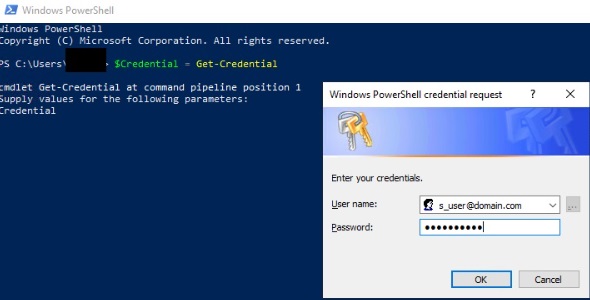 Windows PowerShell
Windows PowerShell
Copyright (C) Microsoft Corporation. All rights reserved.
PS C:\Users\ > $Credential = Get-Credential
cmdlet Get-Credential at command pipeline position 1
Supply values for the following parameters:
Credential
Windows PowerShell credential request
?
Enter your credentials.
User name:
s_user@domain.com
...
Password:
●●●●●●●●●●
OK
Cancel